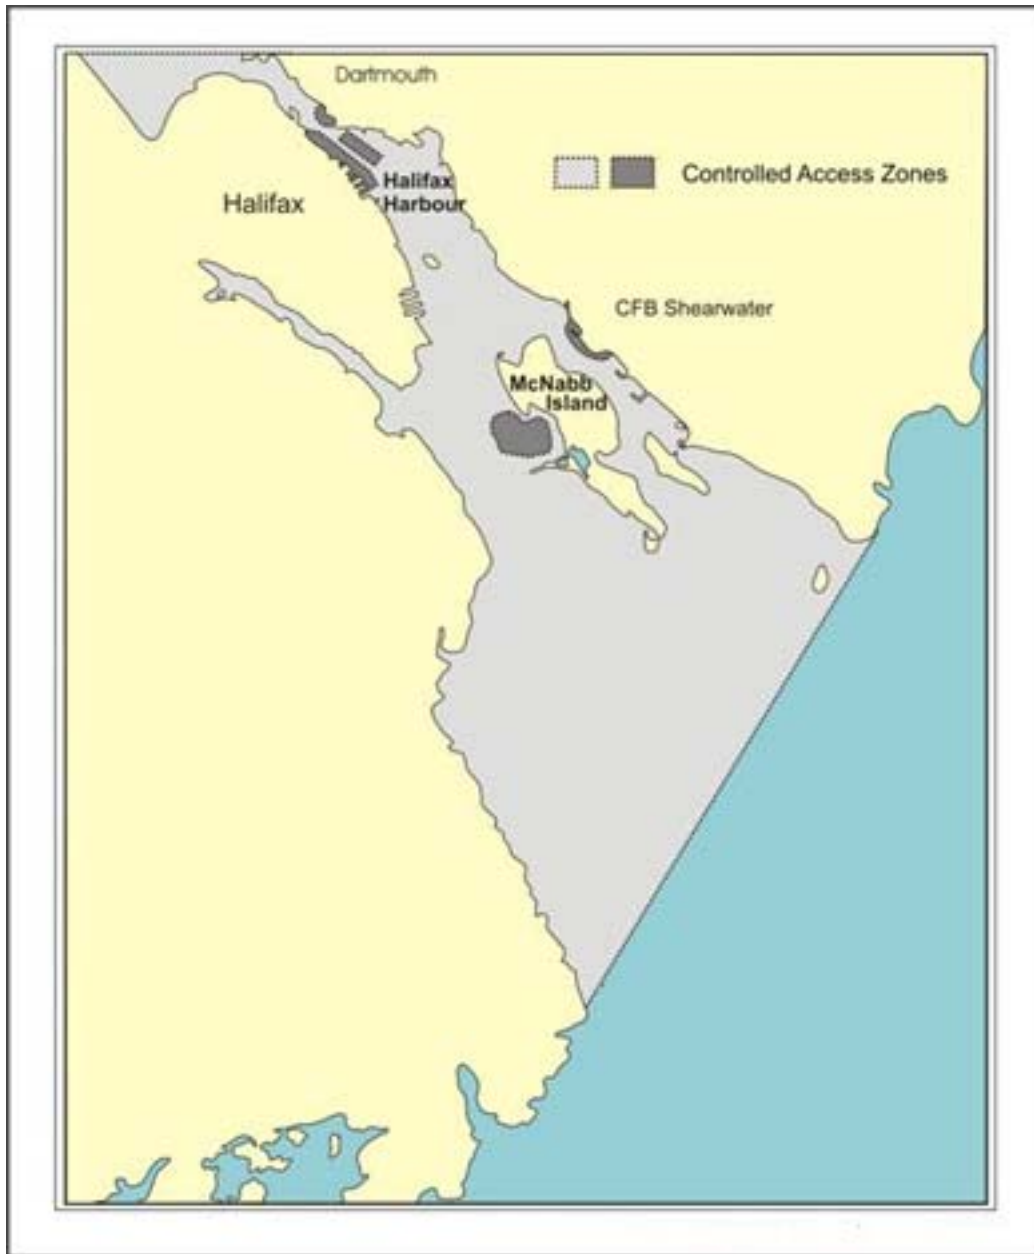 Dartmouth
Controlled Access Zones
Halifax
Harbour
Halifax
CFB Shearwater
McNabb
Island